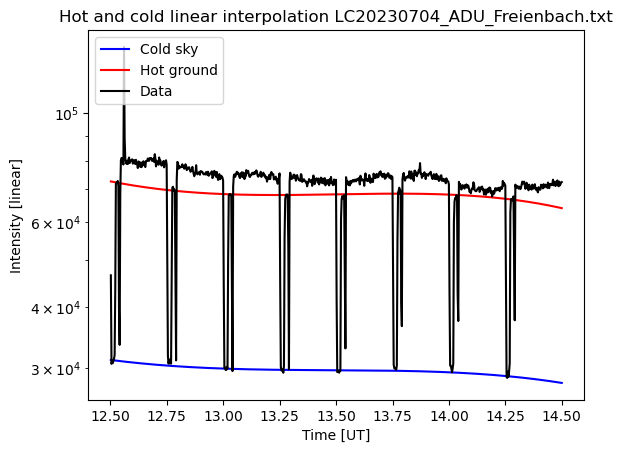 Hot and cold linear interpolation LC20230704_ADU_Freienbach.txt
Cold sky
Hot ground
Data
Intensity [linear]
10^5
6 × 10^4
4 × 10^4
3 × 10^4
12.50 12.75 13.00 13.25 13.50 13.75 14.00 14.25 14.50
Time [UT]